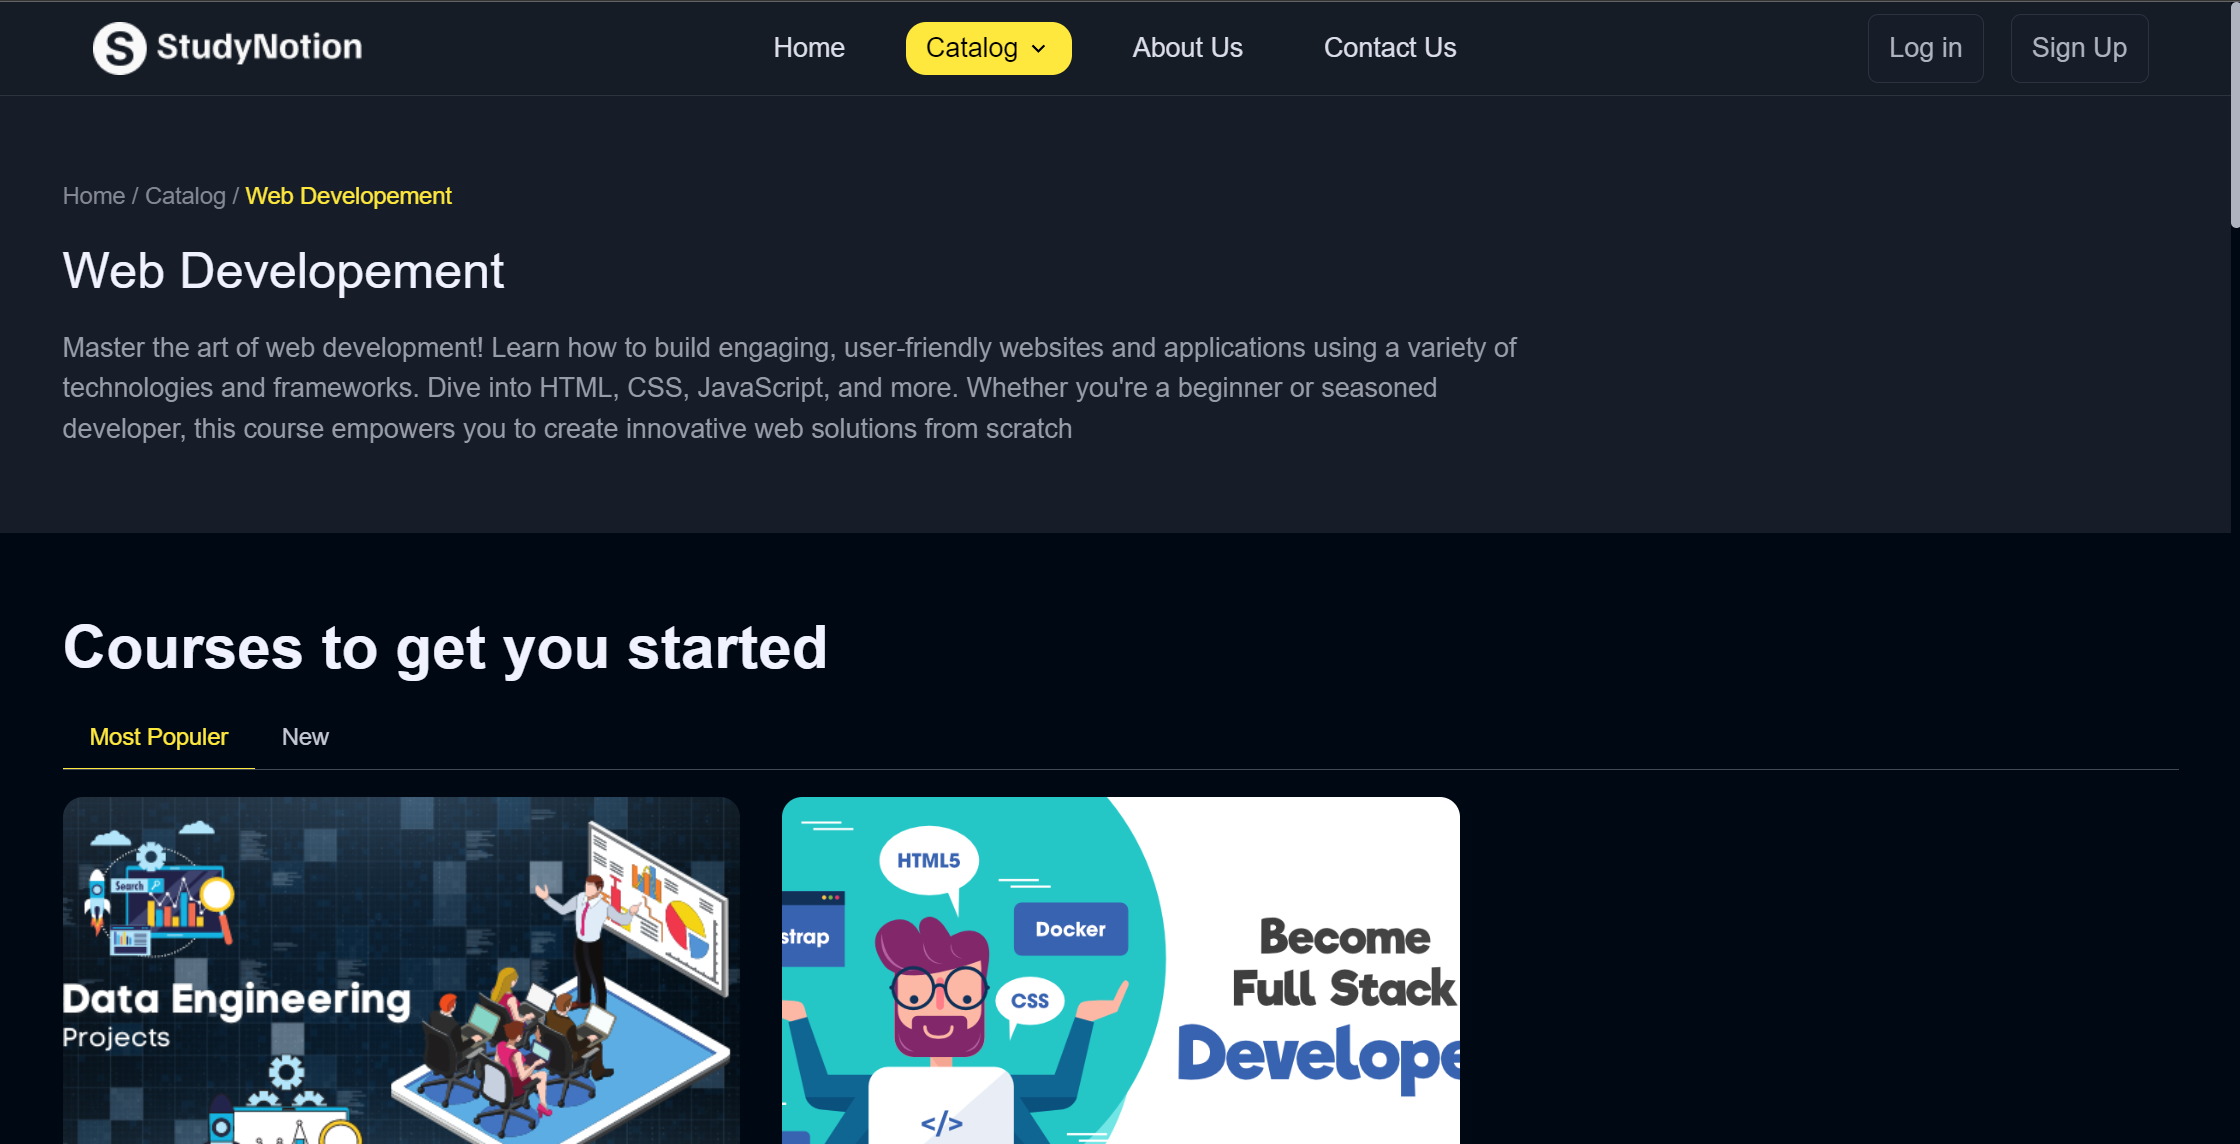 S StudyNotion
Home
Catalog
About Us
Contact Us
Log in
Sign Up
Home / Catalog / Web Developement
Web Developement
Master the art of web development! Learn how to build engaging, user-friendly websites and applications using a variety of
technologies and frameworks. Dive into HTML, CSS, JavaScript, and more. Whether you're a beginner or seasoned
developer, this course empowers you to create innovative web solutions from scratch
Courses to get you started
Most Populer
New
Search
Data Engineering
Projects
HTML5
strap
Docker
CSS
</>
Become
Full Stack
Develope